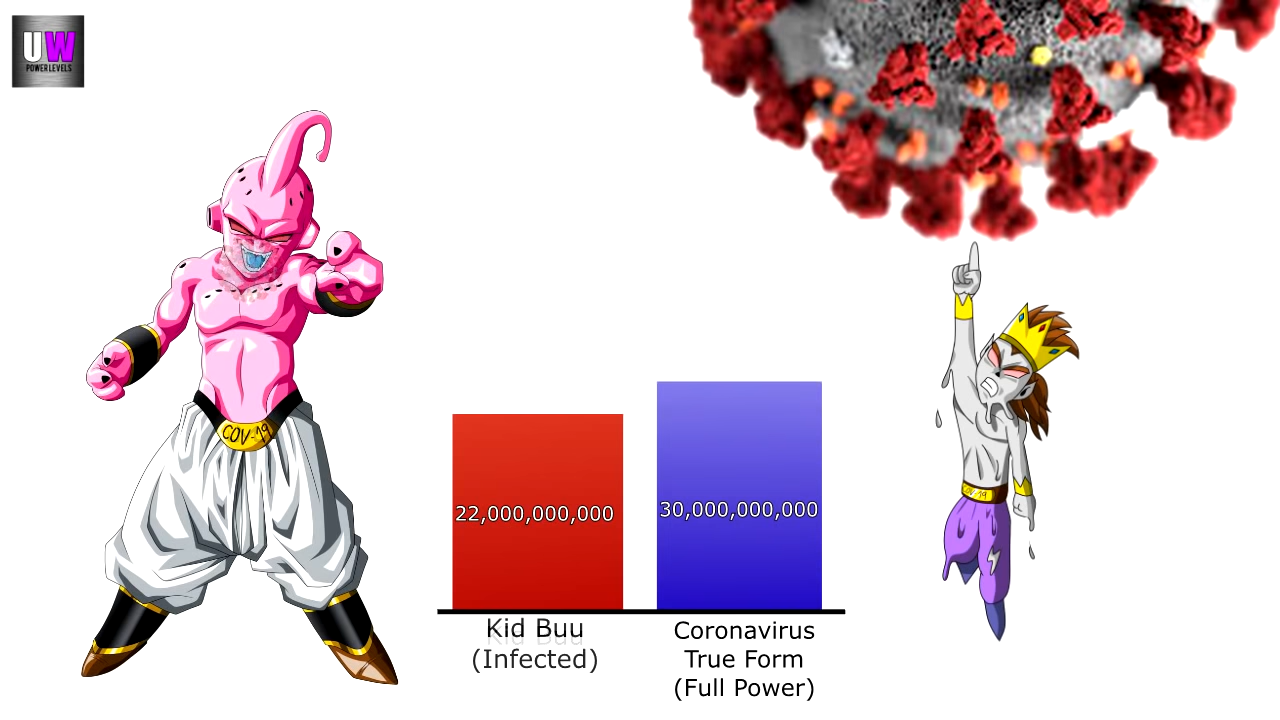 UW
POWER LEVELS
COV-19
22,000,000,000
30,000,000,000
COV-19
Kid Buu
(Infected)
Coronavirus
True Form
(Full Power)